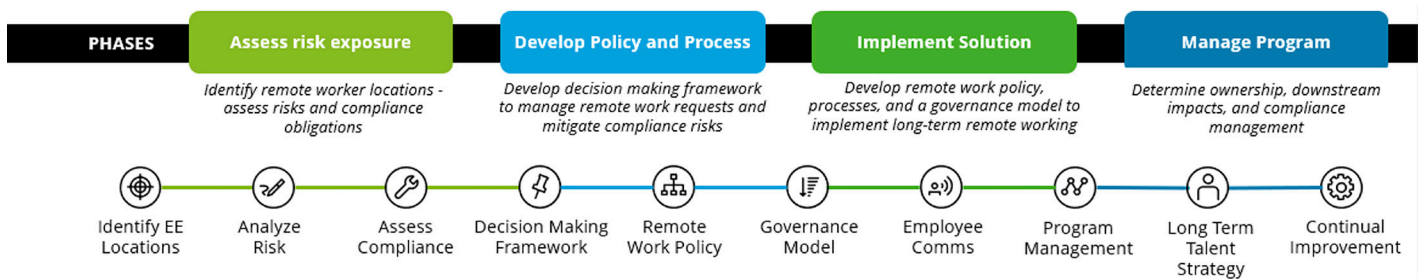 PHASES
Assess risk exposure
Develop Policy and Process
Implement Solution
Manage Program
Identify remote worker locations -
assess risks and compliance
obligations
Develop decision making framework
to manage remote work requests and
mitigate compliance risks
Develop remote work policy,
processes, and a governance model to
implement long-term remote working
Determine ownership, downstream
impacts, and compliance
management
Identify EE
Locations
Analyze
Risk
Assess
Compliance
Decision Making
Framework
Remote
Work Policy
Governance
Model
Employee
Comms
Program
Management
Long Term
Talent
Strategy
Continual
Improvement